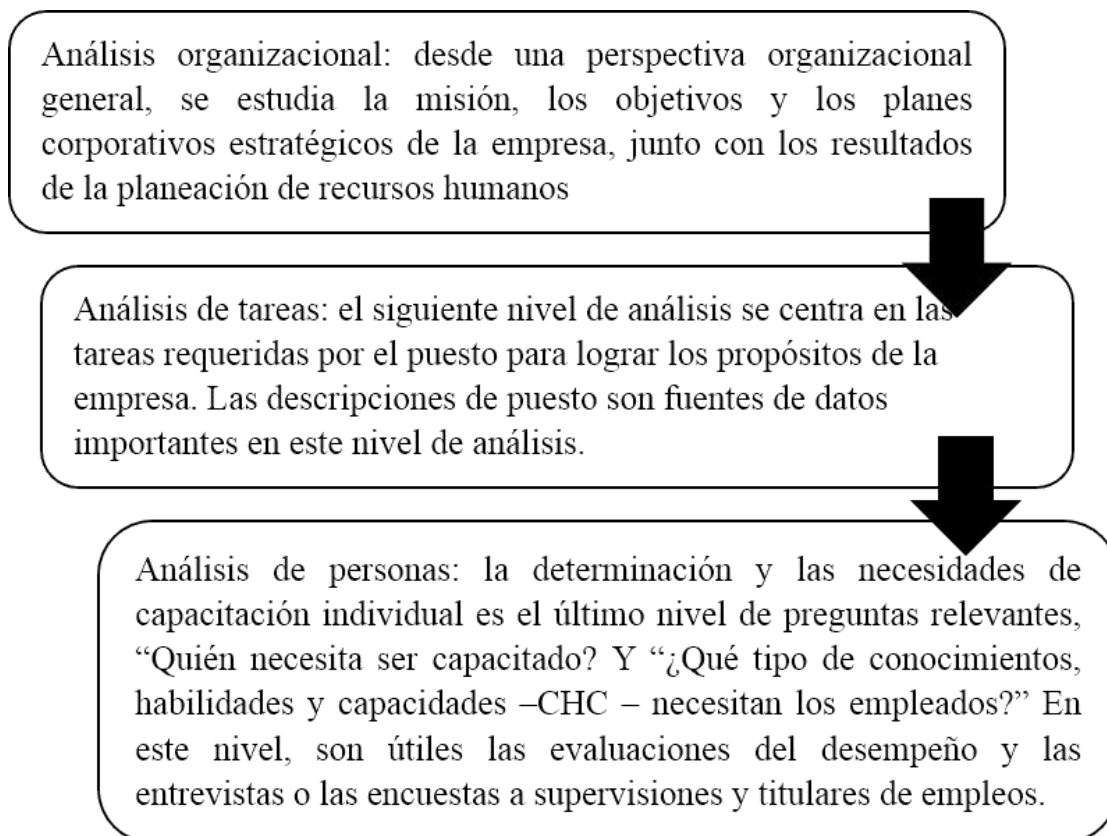 Análisis organizacional: desde una perspectiva organizacional
general, se estudia la misión, los objetivos y los planes
corporativos estratégicos de la empresa, junto con los resultados
de la planeación de recursos humanos
Análisis de tareas: el siguiente nivel de análisis se centra en las
tareas requeridas por el puesto para lograr los propósitos de la
empresa. Las descripciones de puesto son fuentes de datos
importantes en este nivel de análisis.
Análisis de personas: la determinación y las necesidades de
capacitación individual es el último nivel de preguntas relevantes,
“Quién necesita ser capacitado? Y “¿Qué tipo de conocimientos,
habilidades y capacidades –CHC – necesitan los empleados?” En
este nivel, son útiles las evaluaciones del desempeño y las
entrevistas o las encuestas a supervisiones y titulares de empleos.